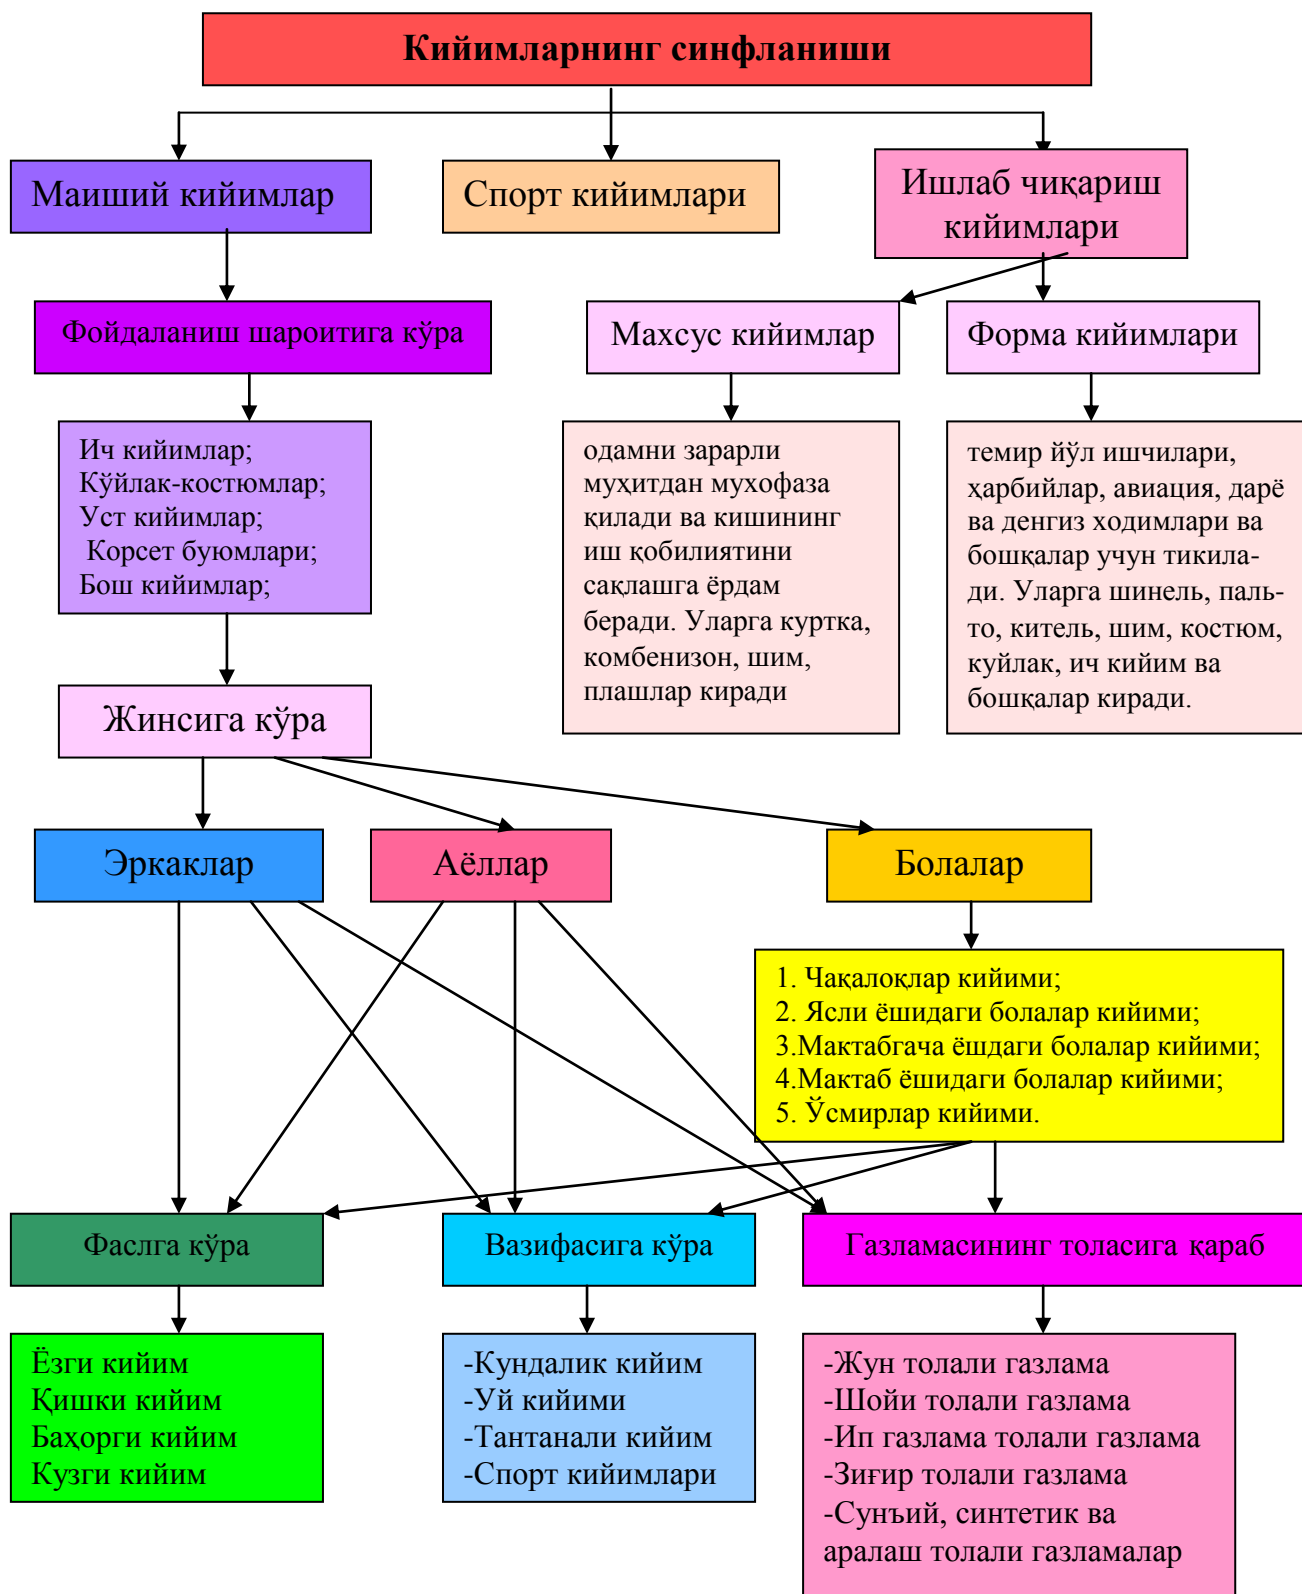 Кийимларнинг синфланиши
Маиший кийимлар
Спорт кийимлари
Ишлаб чиқариш
кийимлари
Фойдаланиш шароитига кўра
Махсус кийимлар
Форма кийимлари
Ич кийимлар;
Кўйлак-костюмлар;
Уст кийимлар;
Корсет буюмлари;
Бош кийимлар;
одамни зарарли
муҳитдан мухофаза
қилади ва кишининг
иш қобилиятини
сақлашга ёрдам
беради. Уларга куртка,
комбенизон, шим,
плашлар киради
темир йўл ишчилари,
ҳарбийлар, авиация, дарё
ва денгиз ходимлари ва
бошқалар учун тикила-
ди. Уларга шинель, паль-
то, китель, шим, костюм,
куйлак, ич кийим ва
бошқалар киради.
Жинсига кўра
Эркаклар
Аёллар
Болалар
1. Чақалоқлар кийими;
2. Ясли ёшидаги болалар кийими;
3.Мактабгача ёшдаги болалар кийими;
4.Мактаб ёшидаги болалар кийими;
5. Ўсмирлар кийими.
Фаслга кўра
Вазифасига кўра
Газламасининг толасига қараб
Ёзги кийим
Қишки кийим
Баҳорги кийим
Кузги кийим
-Кундалик кийим
-Уй кийими
-Тантанали кийим
-Спорт кийимлари
-Жун толали газлама
-Шойи толали газлама
-Ип газлама толали газлама
-Зиғир толали газлама
-Сунъий, синтетик ва
аралаш толали газламалар